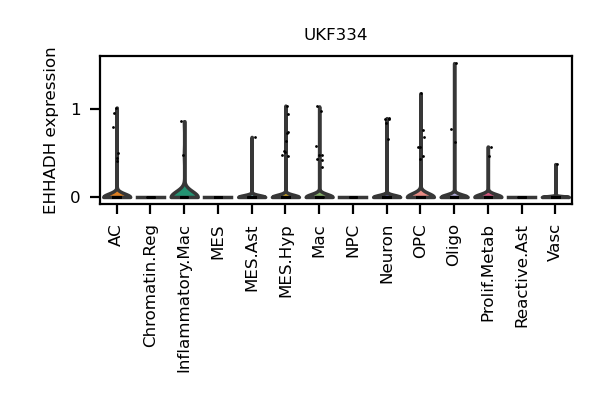 UKF334
EHHADH expression
1
0
AC
Chromatin.Reg
Inflammatory.Mac
MES
MES.Ast
MES.Hyp
Mac
NPC
Neuron
OPC
Oligo
Prolif.Metab
Reactive.Ast
Vasc